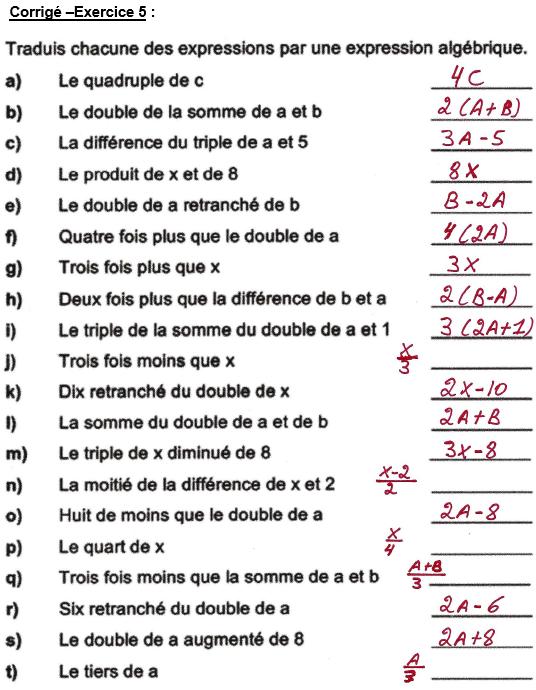 Corrigé –Exercice 5 :
Traduis chacune des expressions par une expression algébrique.
a) Le quadruple de c 4C
b) Le double de la somme de a et b 2(A+B)
c) La différence du triple de a et 5 3A-5
d) Le produit de x et de 8 8X
e) Le double de a retranché de b B-2A
f) Quatre fois plus que le double de a 4(2A)
g) Trois fois plus que x 3X
h) Deux fois plus que la différence de b et a 2(B-A)
i) Le triple de la somme du double de a et 1 3(2A+1)
j) Trois fois moins que x X/3
k) Dix retranché du double de x 2X-10
l) La somme du double de a et de b 2A+B
m) Le triple de x diminué de 8 3X-8
n) La moitié de la différence de x et 2 X-2/2
o) Huit de moins que le double de a 2A-8
p) Le quart de x X/4
q) Trois fois moins que la somme de a et b A+B/3
r) Six retranché du double de a 2A-6
s) Le double de a augmenté de 8 2A+8
t) Le tiers de a A/3